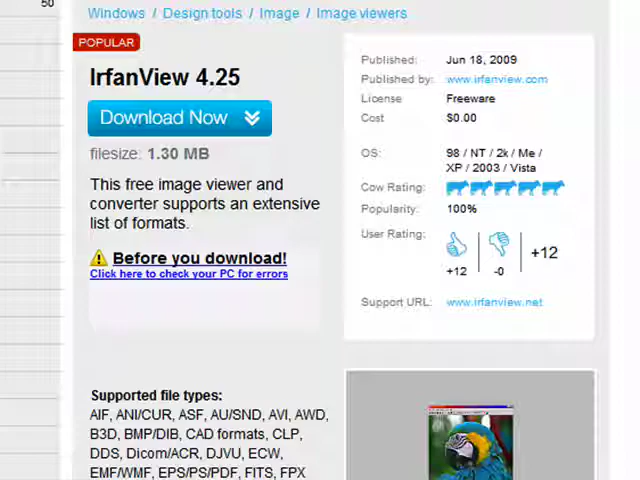 50
Windows / Design tools / Image / Image viewers
POPULAR
IrfanView 4.25
Download Now
filesize: 1.30 MB
This free image viewer and
converter supports an extensive
list of formats.
Before you download!
Click here to check your PC for errors
Supported file types:
AIF, ANI/CUR, ASF, AU/SND, AVI, AWD,
B3D, BMP/DIB, CAD formats, CLP,
DDS, Dicom/ACR, DJVU, ECW,
EMF/WMF, EPS/PS/PDF, FITS, FPX
Published: Jun 18, 2009
Published by: www.irfanview.com
License Freeware
Cost $0.00
OS: 98 / NT / 2k / Me /
XP / 2003 / Vista
Cow Rating:
Popularity: 100%
User Rating:
+12 -0 +12
Support URL: www.irfanview.net